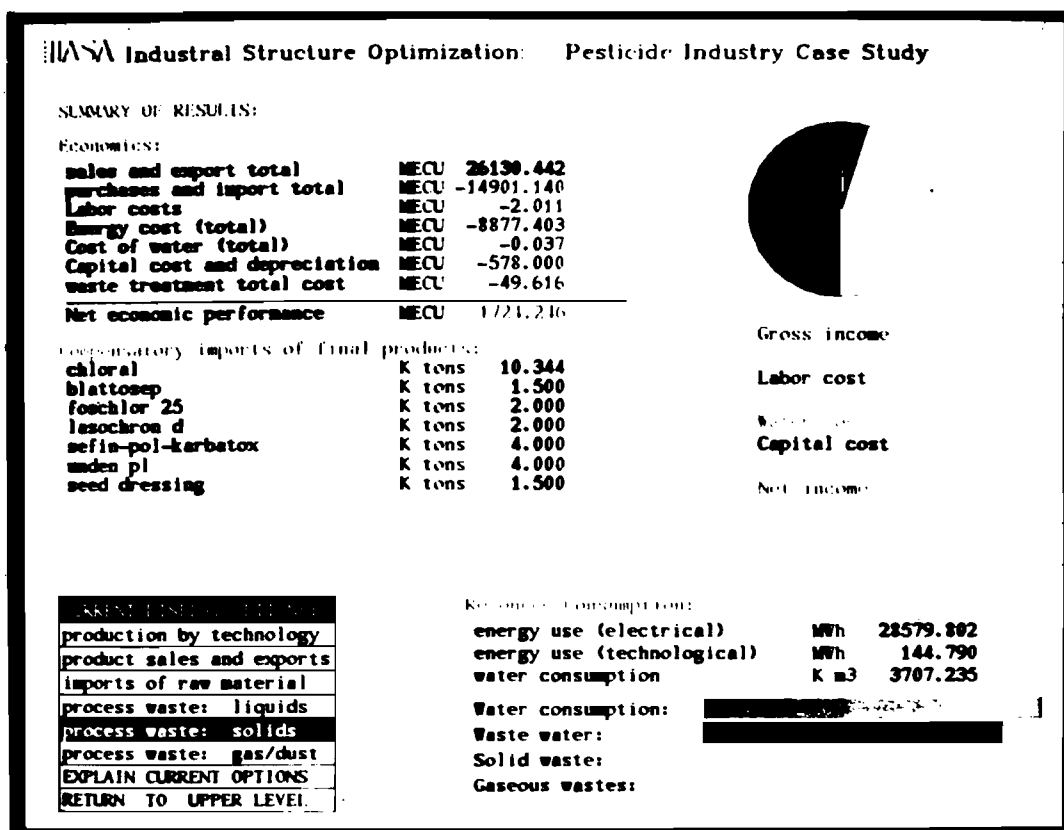 IIASA Industral Structure Optimization: Pesticide Industry Case Study
SUMMARY OF RESULTS:
Economics:
sales and export total MECU 26130.442
purchases and import total MECU -14901.140
Labor costs MECU -2.011
Energy cost (total) MECU -8877.403
Cost of water (total) MECU -0.037
Capital cost and depreciation MECU -578.000
waste treatment total cost MECU -49.616
Net economic performance MECU
compensatory imports of final products:
chloral K tons 10.344
blattosep K tons 1.500
foschlor 25 K tons 2.000
lasochron d K tons 2.000
sefin-pol-karbatox K tons 4.000
unden pl K tons 4.000
seed dressing K tons 1.500
Gross income
Labor cost
Water
Capital cost
Net income
production by technology
product sales and exports
imports of raw material
process waste: liquids
process waste: solids
process waste: gas/dust
EXPLAIN CURRENT OPTIONS
RETURN TO UPPER LEVEL
Resource Consumption:
energy use (electrical) MWh 28579.802
energy use (technological) MWh 144.790
water consumption K m3 3707.235
Water consumption:
Waste water:
Solid waste:
Gaseous wastes: